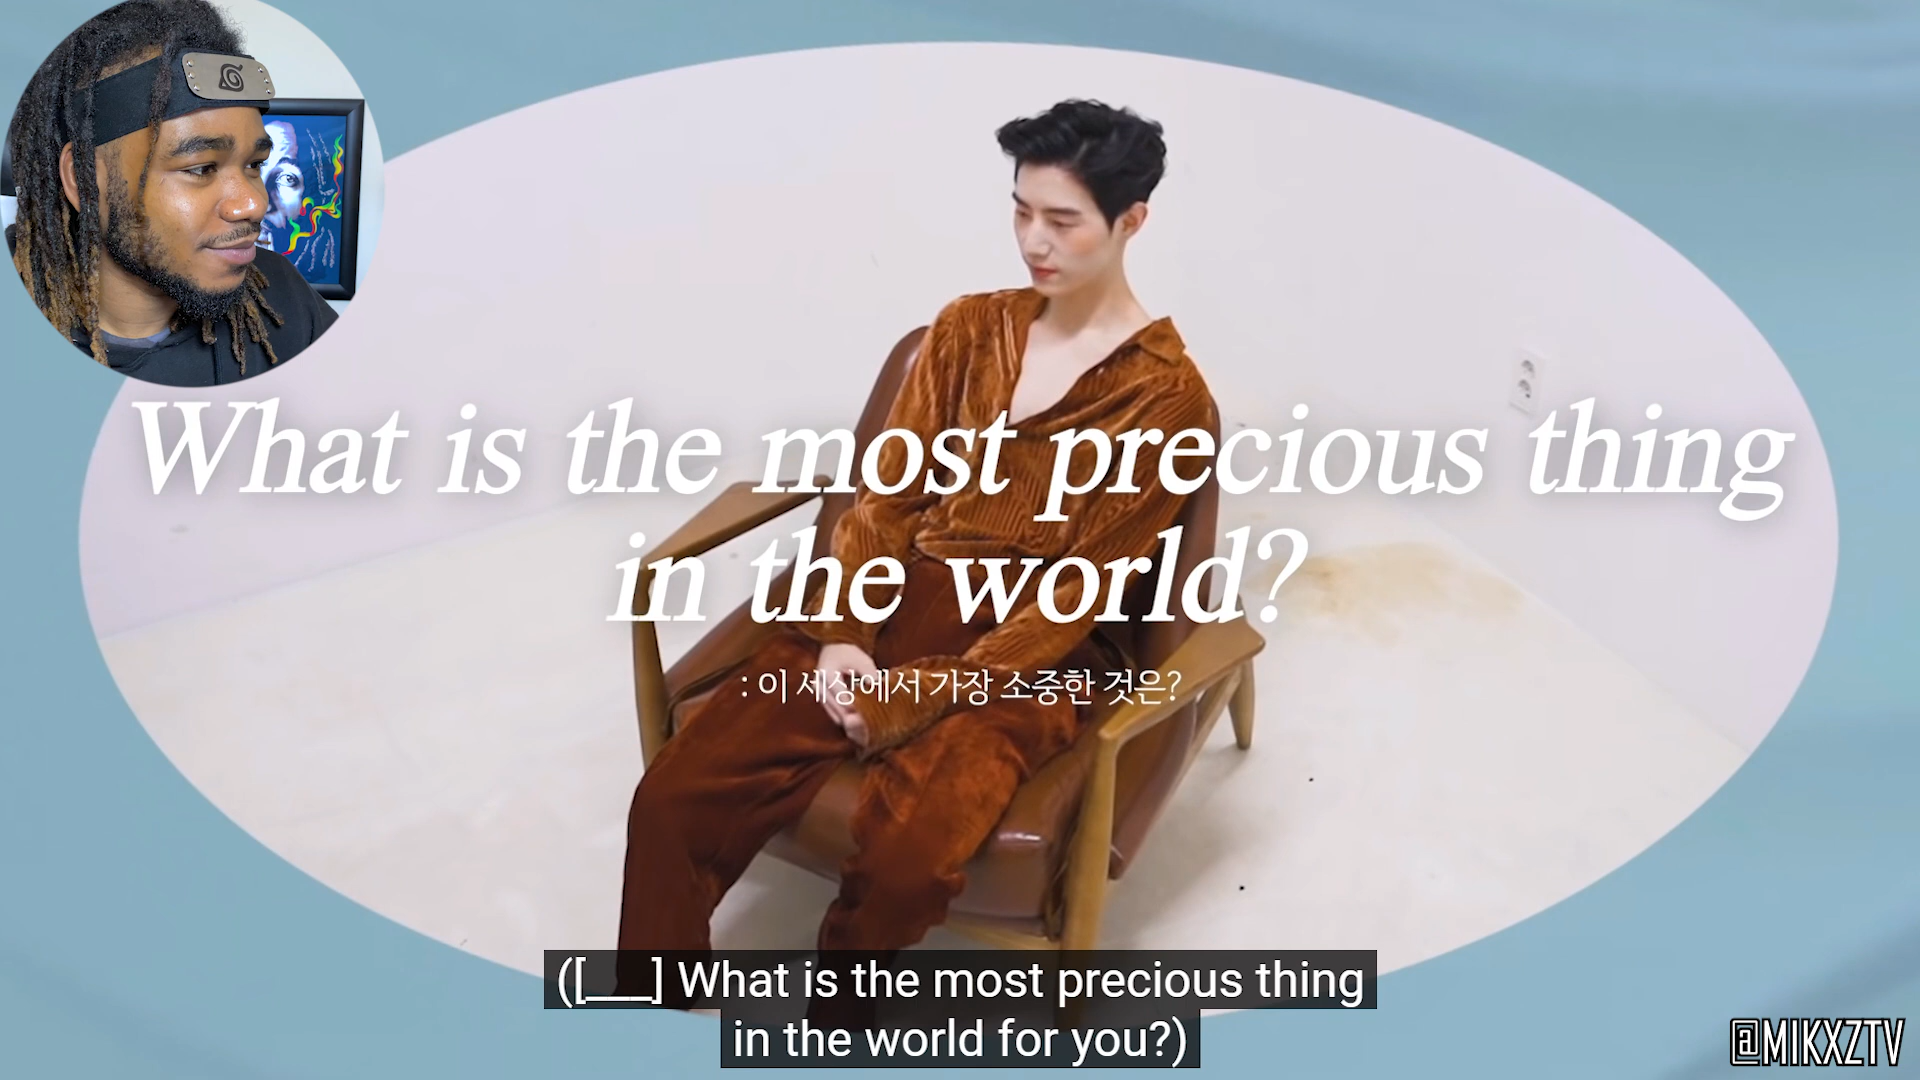 What is the most precious thing
in the world?
: 이 세상에서 가장 소중한 것은?
([___] What is the most precious thing
in the world for you?)
@MIKXZTV